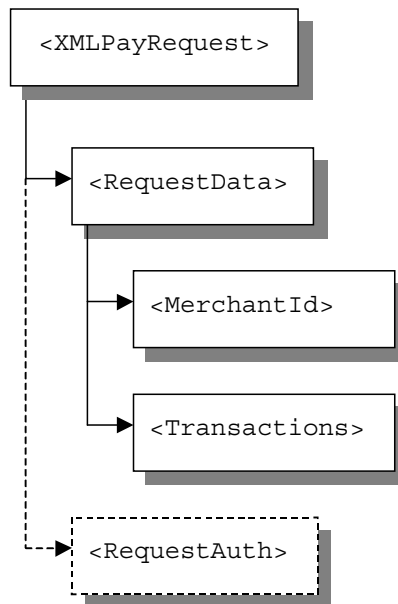 <XMLPayRequest>
<RequestData>
<MerchantId>
<Transactions>
<RequestAuth>